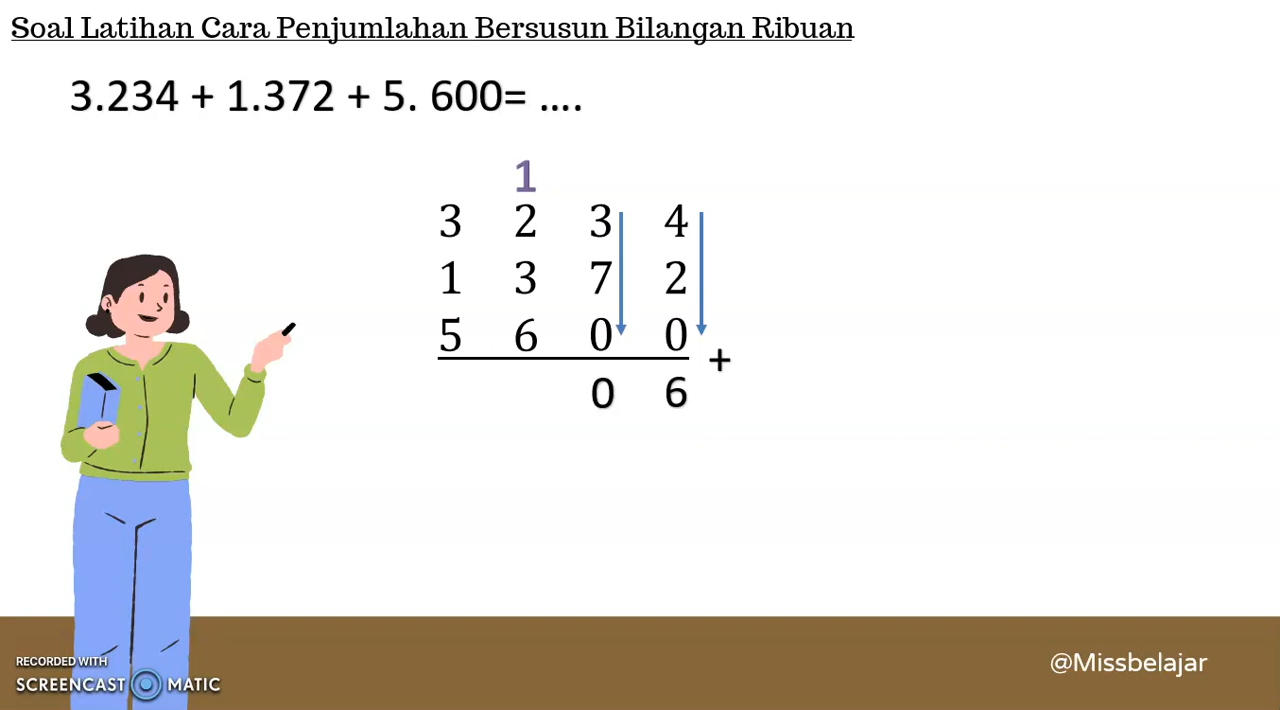 Soal Latihan Cara Penjumlahan Bersusun Bilangan Ribuan
3.234 + 1.372 + 5. 600= ....
1
3 2 3 4
1 3 7 2
5 6 0 0
+
0 6
RECORDED WITH
SCREENCAST MATIC
@Missbelajar